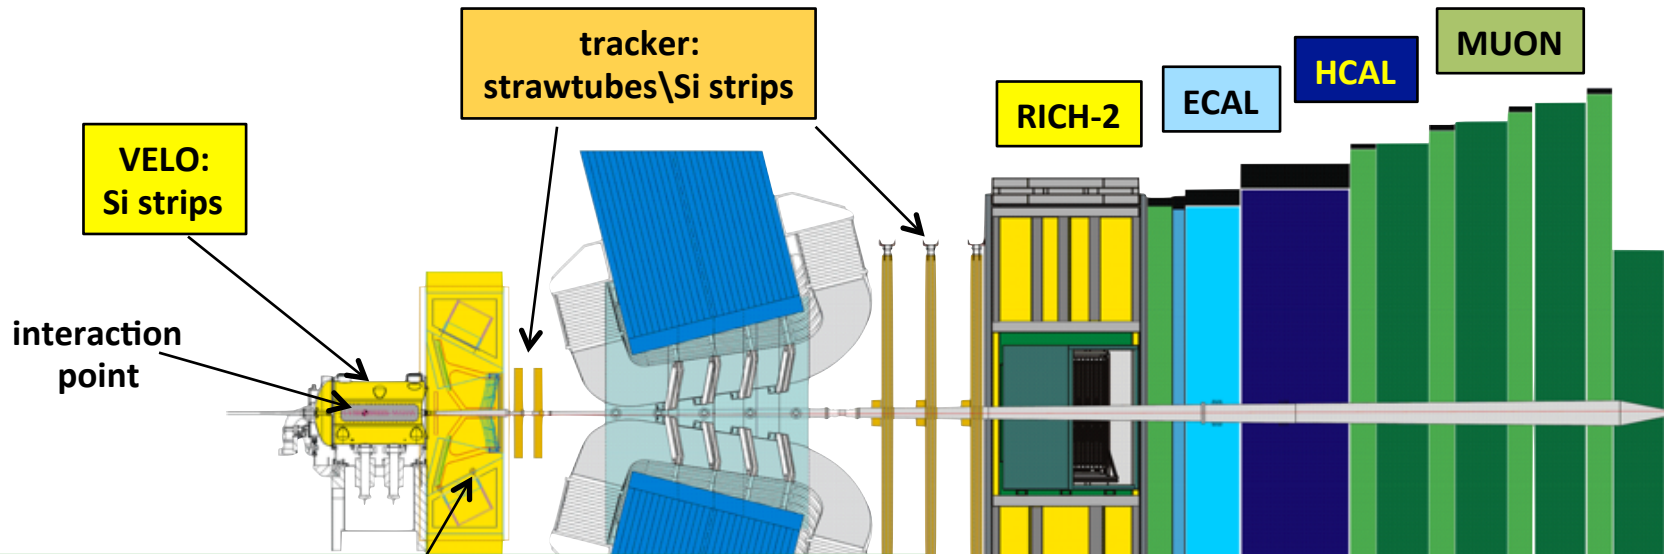 tracker:
strawtubes\Si strips
MUON
HCAL
ECAL
RICH-2
VELO:
Si strips
interaction
point